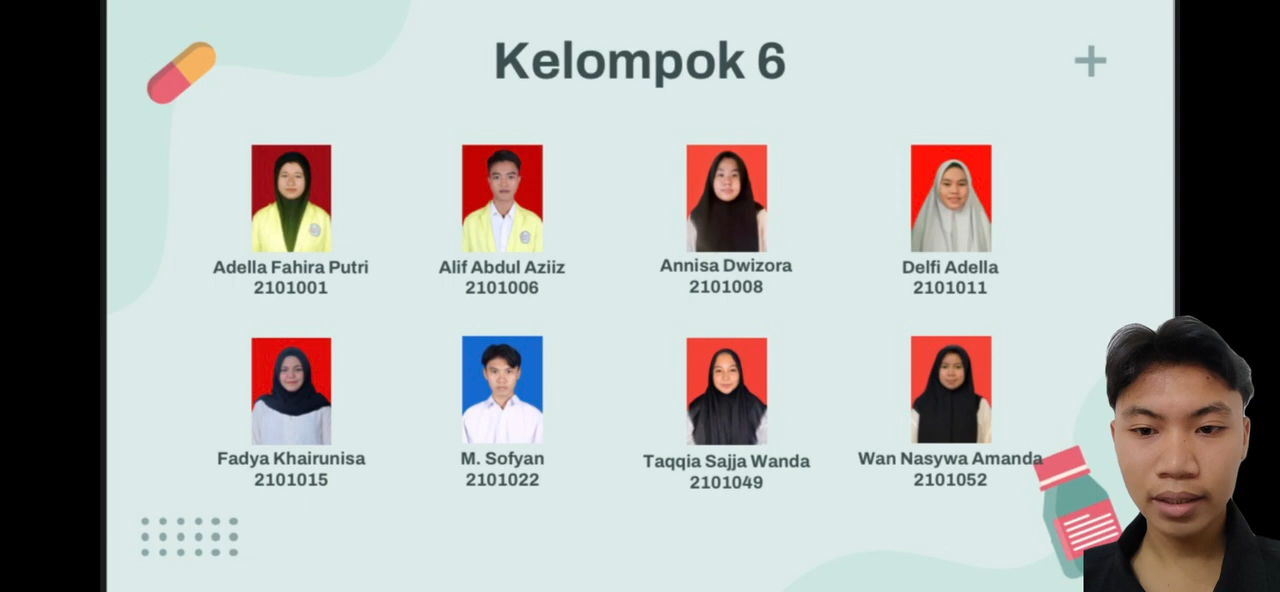 Kelompok 6
Adella Fahira Putri
2101001
Alif Abdul Aziiz
2101006
Annisa Dwizora
2101008
Delfi Adella
2101011
Fadya Khairunisa
2101015
M. Sofyan
2101022
Taqqia Sajja Wanda
2101049
Wan Nasywa Amanda
2101052